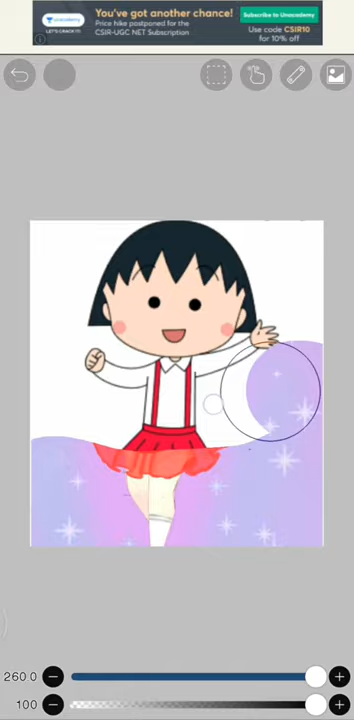 unacademy
LET'S CRACK IT!
You've got another chance!
Price hike postponed for the
CSIR-UGC NET Subscription
Subscribe to Unacademy
Use code CSIR10
for 10% off
260.0
100